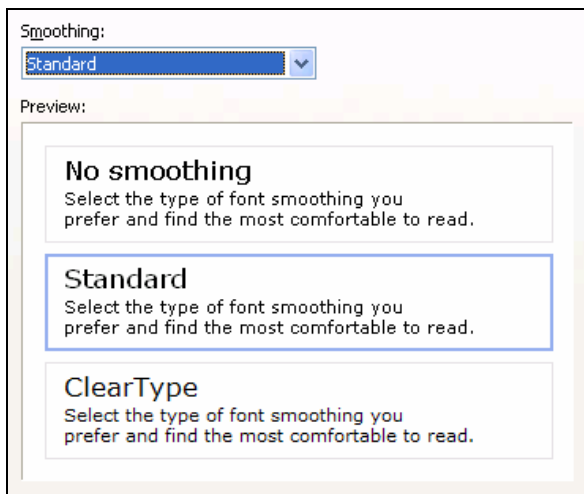 Smoothing:
Standard
Preview:
No smoothing
Select the type of font smoothing you
prefer and find the most comfortable to read.
Standard
Select the type of font smoothing you
prefer and find the most comfortable to read.
ClearType
Select the type of font smoothing you
prefer and find the most comfortable to read.